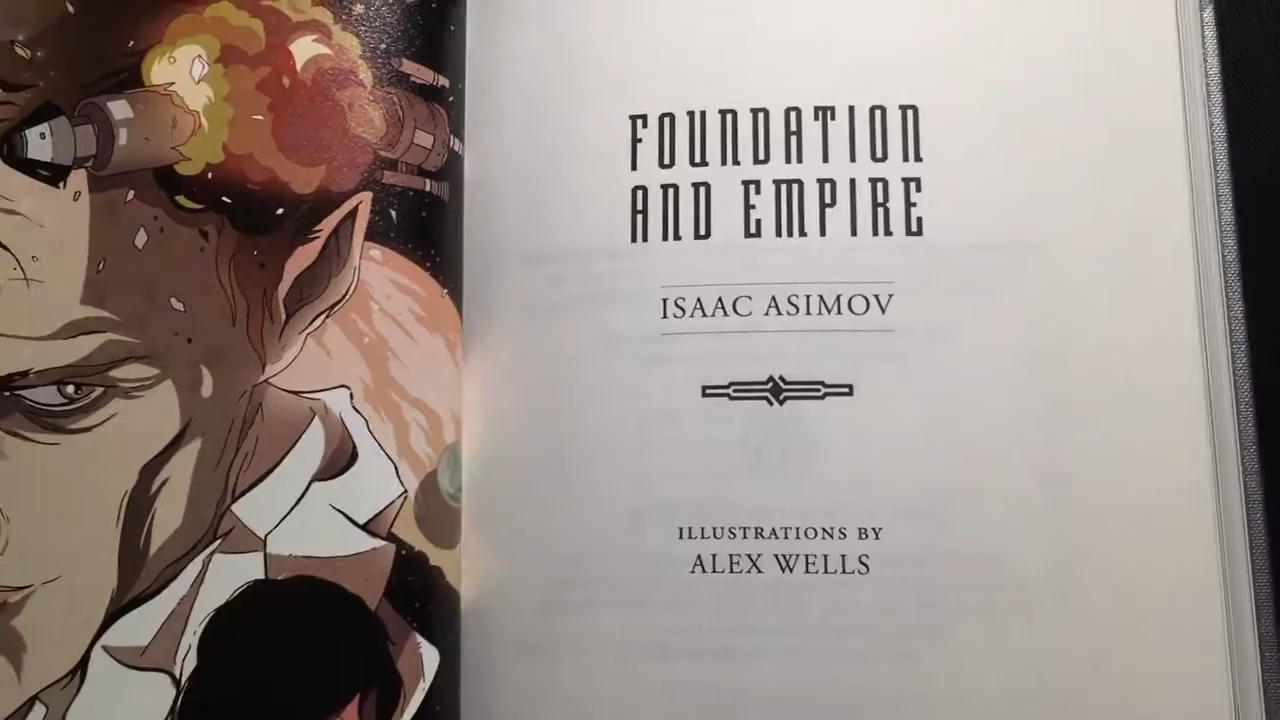 FOUNDATION
AND EMPIRE
ISAAC ASIMOV
ILLUSTRATIONS BY
ALEX WELLS